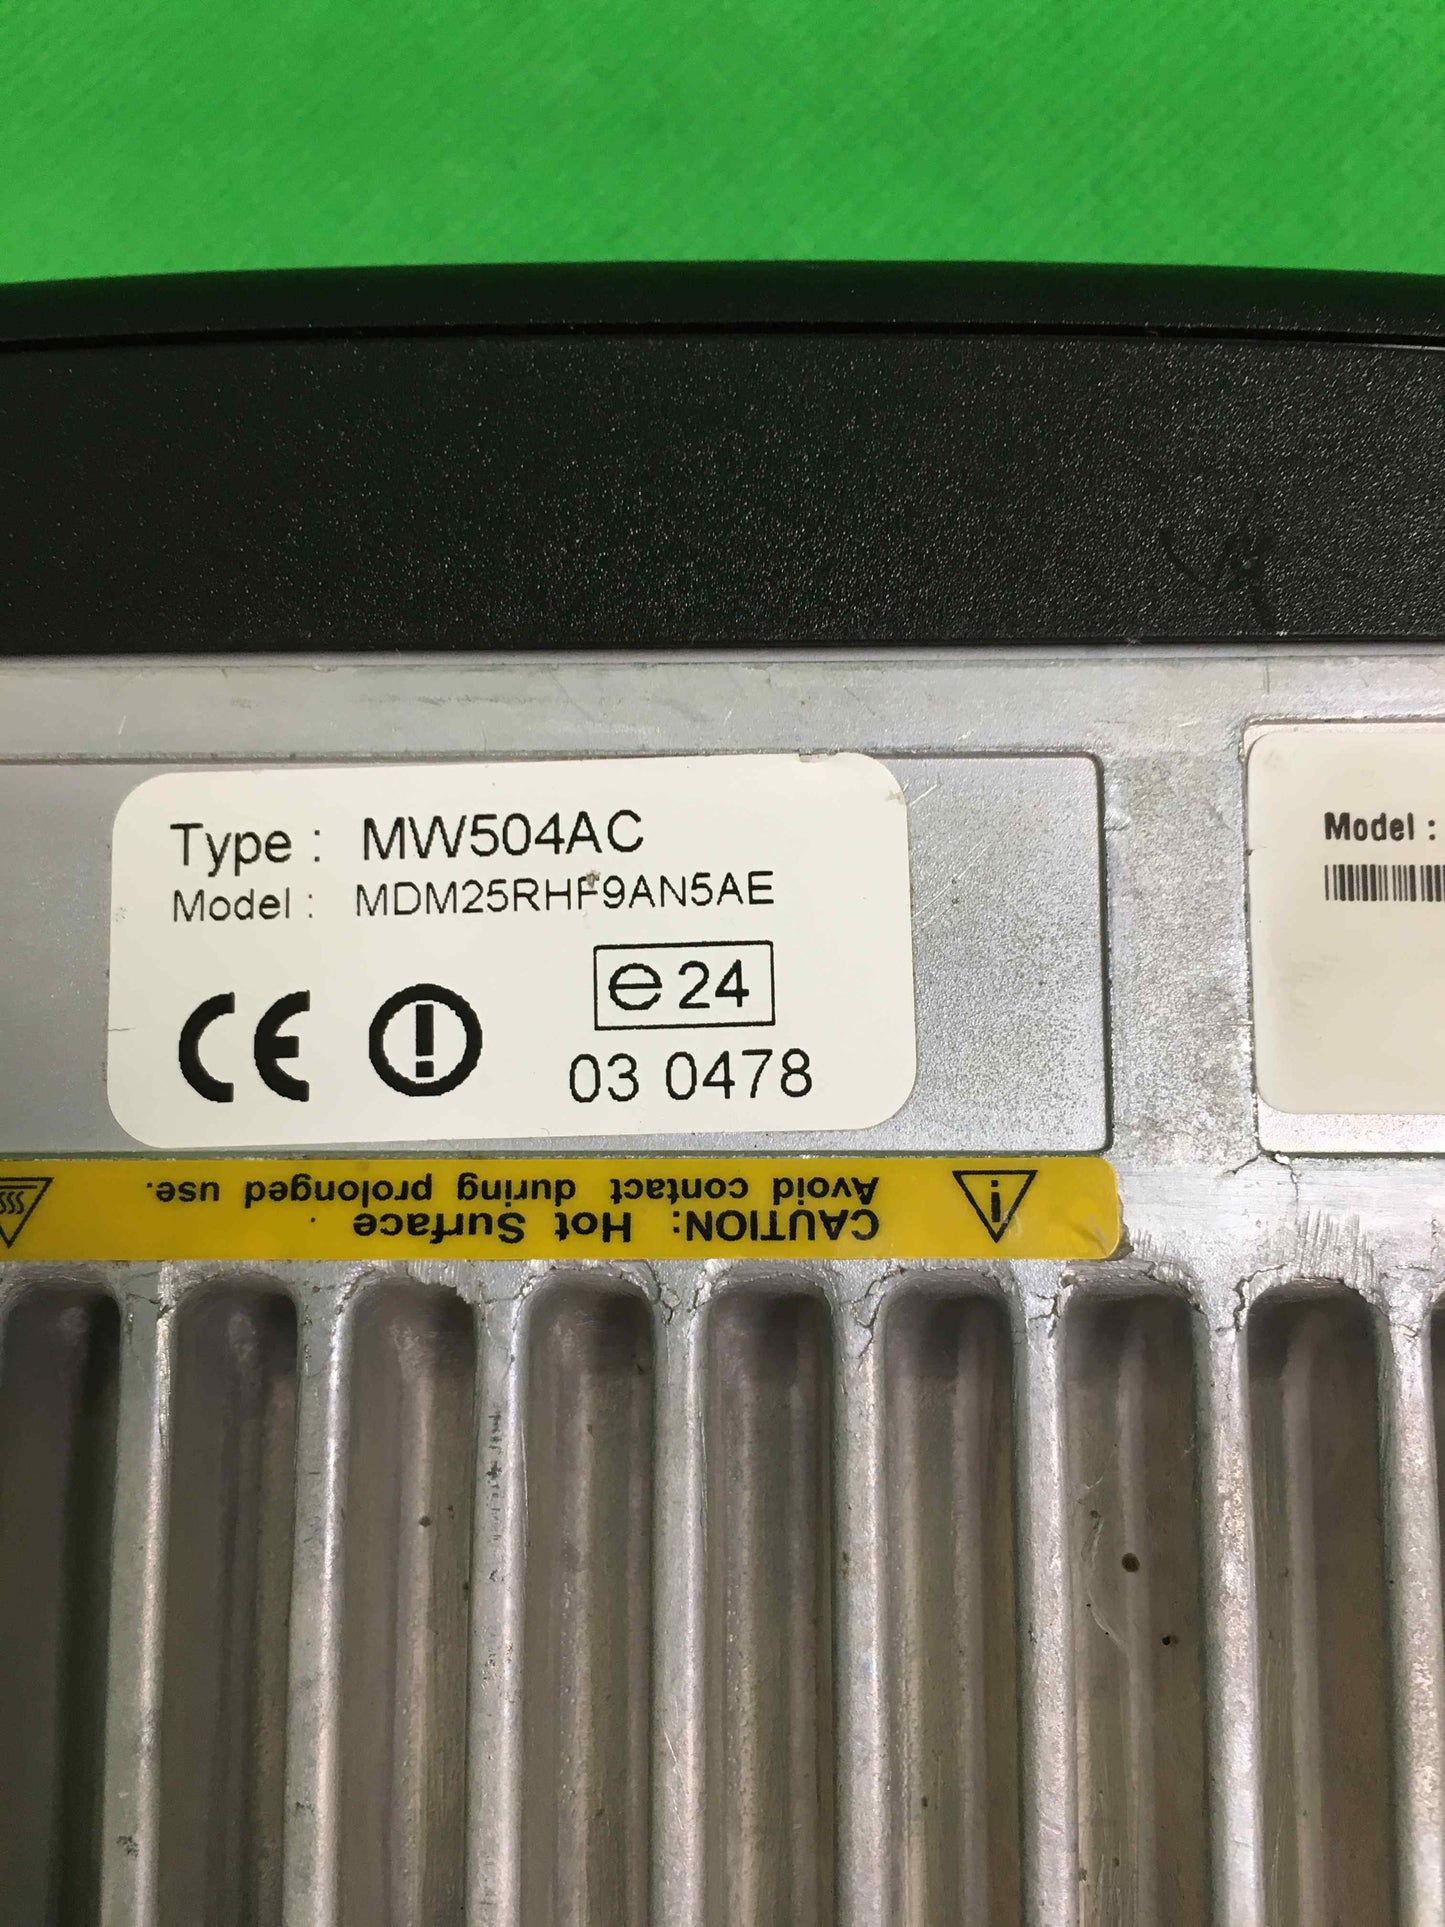 Type : MW504AC
Model : MDM25RHF9AN5AE
CE
e24
03 0478
Model :
CAUTION: Hot Surface .
Avoid contact during prolonged use.